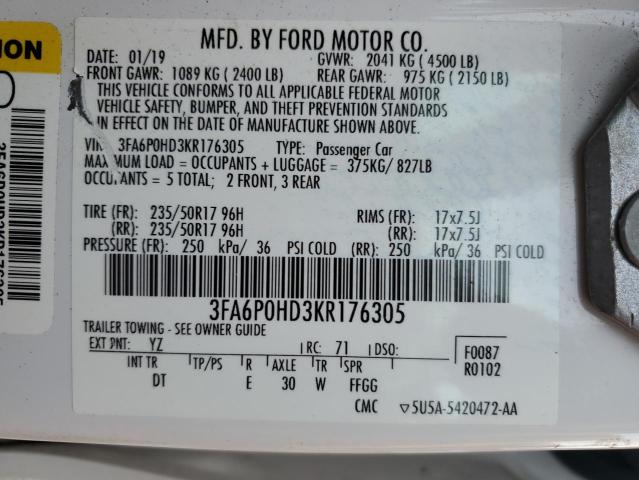 MFD. BY FORD MOTOR CO.
01/19 GVWR: 2041 KG ( 4500 LB)
FRONT GAWR: 1089 KG ( 2400 LB) REAR GAWR: 975 KG ( 2150 LB)
THIS VEHICLE CONFORMS TO ALL APPLICABLE FEDERAL MOTOR
VEHICLE SAFETY, BUMPER, AND THEFT PREVENTION STANDARDS
IN EFFECT ON THE DATE OF MANUFACTURE SHOWN ABOVE.
VIN: 3FA6P0HD3KR176305 TYPE: Passenger Car
MAXIMUM LOAD = OCCUPANTS + LUGGAGE = 375KG/ 827LB
OCCUPANTS = 5 TOTAL; 2 FRONT, 3 REAR
TIRE (FR): 235/50R17 96H RIMS (FR): 17x7.5J
(RR): 235/50R17 96H (RR): 17x7.5J
PRESSURE (FR): 250 kPa/ 36 PSI COLD (RR): 250 kPa/ 36 PSI COLD
3FA6P0HD3KR176305
TRAILER TOWING - SEE OWNER GUIDE
EXT PNT: YZ RC: 71 DSO: F0087
INT TR TP/PS R AXLE TR SPR R0102
DT E 30 W FFGG
CMC ▽5U5A-5420472-AA
ION